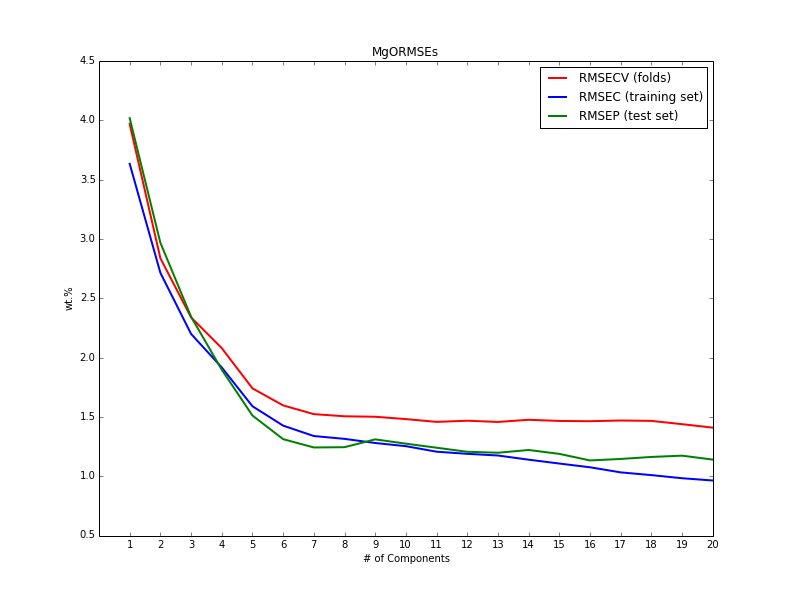 MgORMSEs
RMSECV (folds)
RMSEC (training set)
RMSEP (test set)
4.5
4.0
3.5
3.0
2.5
2.0
1.5
1.0
0.5
wt.%
1 2 3 4 5 6 7 8 9 10 11 12 13 14 15 16 17 18 19 20
# of Components